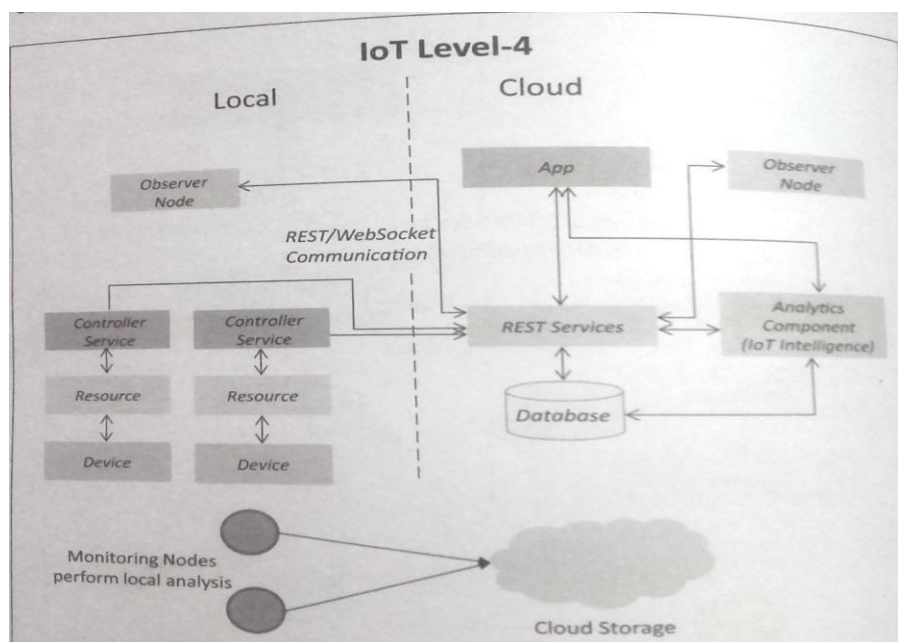 IoT Level-4
Local
Cloud
Observer
Node
App
Observer
Node
REST/WebSocket
Communication
Controller
Service
Controller
Service
REST Services
Analytics
Component
(IoT Intelligence)
Resource
Resource
Database
Device
Device
Monitoring Nodes
perform local analysis
Cloud Storage